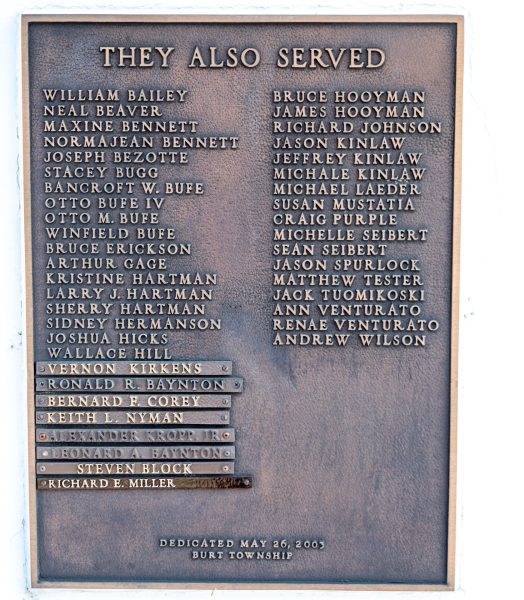 THEY ALSO SERVED
WILLIAM BAILEY
NEAL BEAVER
MAXINE BENNETT
NORMAJEAN BENNETT
JOSEPH BEZOTTE
STACEY BUGG
BANCROFT W. BUFE
OTTO BUFE IV
OTTO M. BUFE
WINFIELD BUFE
BRUCE ERICKSON
ARTHUR GAGE
KRISTINE HARTMAN
LARRY J. HARTMAN
SHERRY HARTMAN
SIDNEY HERMANSON
JOSHUA HICKS
WALLACE HILL
VERNON KIRKENS
RONALD R. BAYNTON
BERNARD F. COREY
KEITH L. NYMAN
ALEXANDER KROPP JR.
LEONARD A. BAYNTON
STEVEN BLOCK
RICHARD E. MILLER
BRUCE HOOYMAN
JAMES HOOYMAN
RICHARD JOHNSON
JASON KINLAW
JEFFREY KINLAW
MICHALE KINLAW
MICHAEL LAEDER
SUSAN MUSTATIA
CRAIG PURPLE
MICHELLE SEIBERT
SEAN SEIBERT
JASON SPURLOCK
MATTHEW TESTER
JACK TUOMIKOSKI
ANN VENTURATO
RENAE VENTURATO
ANDREW WILSON
DEDICATED MAY 26, 2003
BURT TOWNSHIP